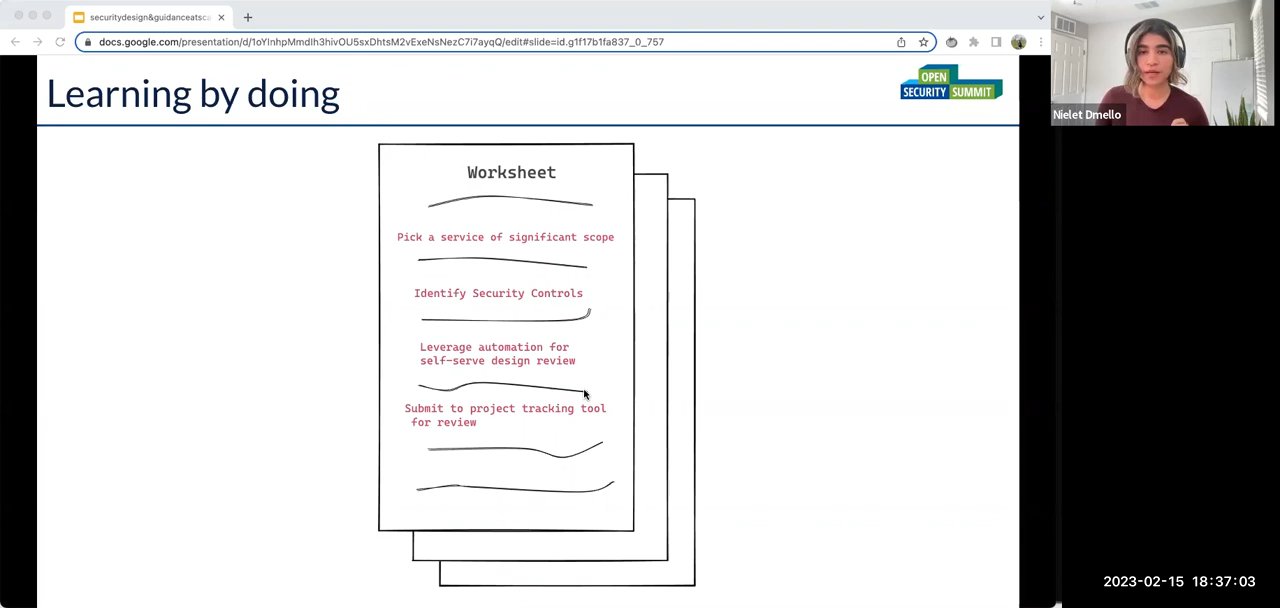 securitydesign&guidanceatsca
docs.google.com/presentation/d/1oYlnhpMmdIh3hivOU5sxDhtsM2vExeNsNezC7i7ayqQ/edit#slide=id.g1f17b1fa837_0_757
Learning by doing
OPEN
SECURITY SUMMIT
Nielet Dmello
Worksheet
Pick a service of significant scope
Identify Security Controls
Leverage automation for
self-serve design review
Submit to project tracking tool
for review
2023-02-15 18:37:03